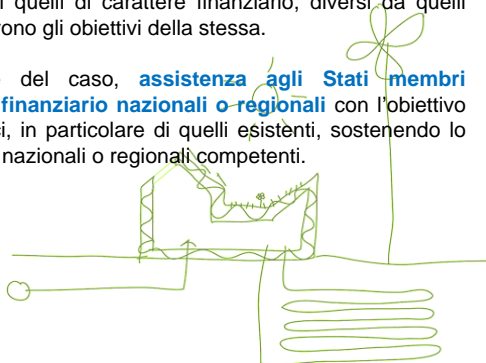 i quelli di carattere finanziario, diversi da quelli
rono gli obiettivi della stessa.
del caso, assistenza agli Stati membri
finanziario nazionali o regionali con l'obiettivo
ci, in particolare di quelli esistenti, sostenendo lo
nazionali o regionali competenti.